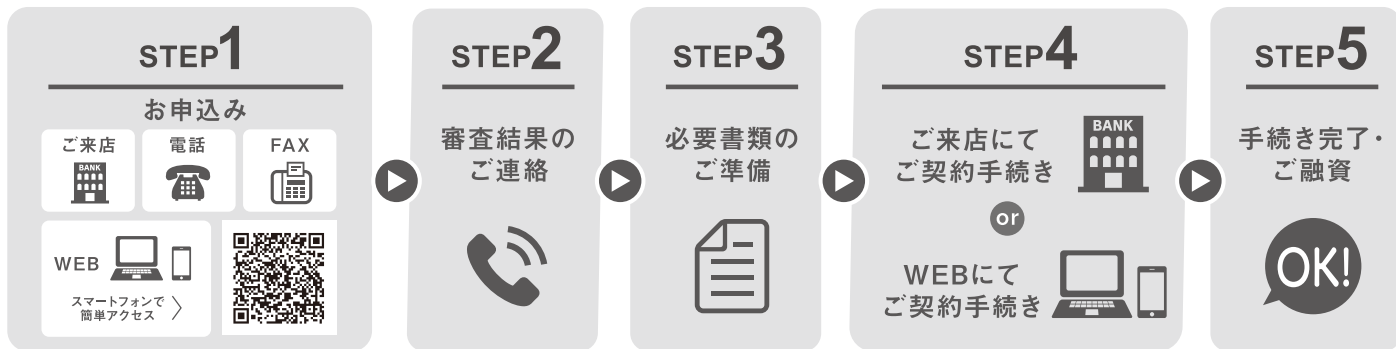 STEP1
お申込み
ご来店
BANK
電話
FAX
WEB
スマートフォンで
簡単アクセス
STEP2
審査結果の
ご連絡
STEP3
必要書類の
ご準備
STEP4
ご来店にて
ご契約手続き
BANK
or
WEBにて
ご契約手続き
STEP5
手続き完了・
ご融資
OK!